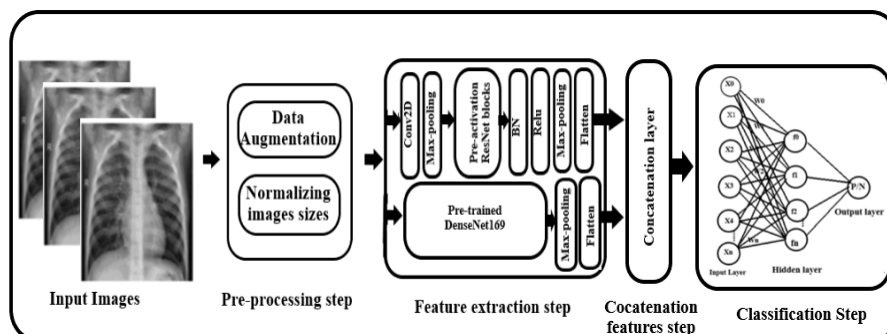 Input Images
Data
Augmentation
Normalizing
images sizes
Pre-processing step
Conv2D
Max-pooling
Pre-activation
ResNet blocks
BN
Relu
Max-pooling
Flatten
Pre-trained
DenseNet169
Max-pooling
Flatten
Feature extraction step
Concatenation layer
Cocatenation
features step
X0
X1
X2
X3
X4
Xn
W0
Wn
Input Layer
f0
f1
f2
fn
Hidden layer
P/N
Output layer
Classification Step